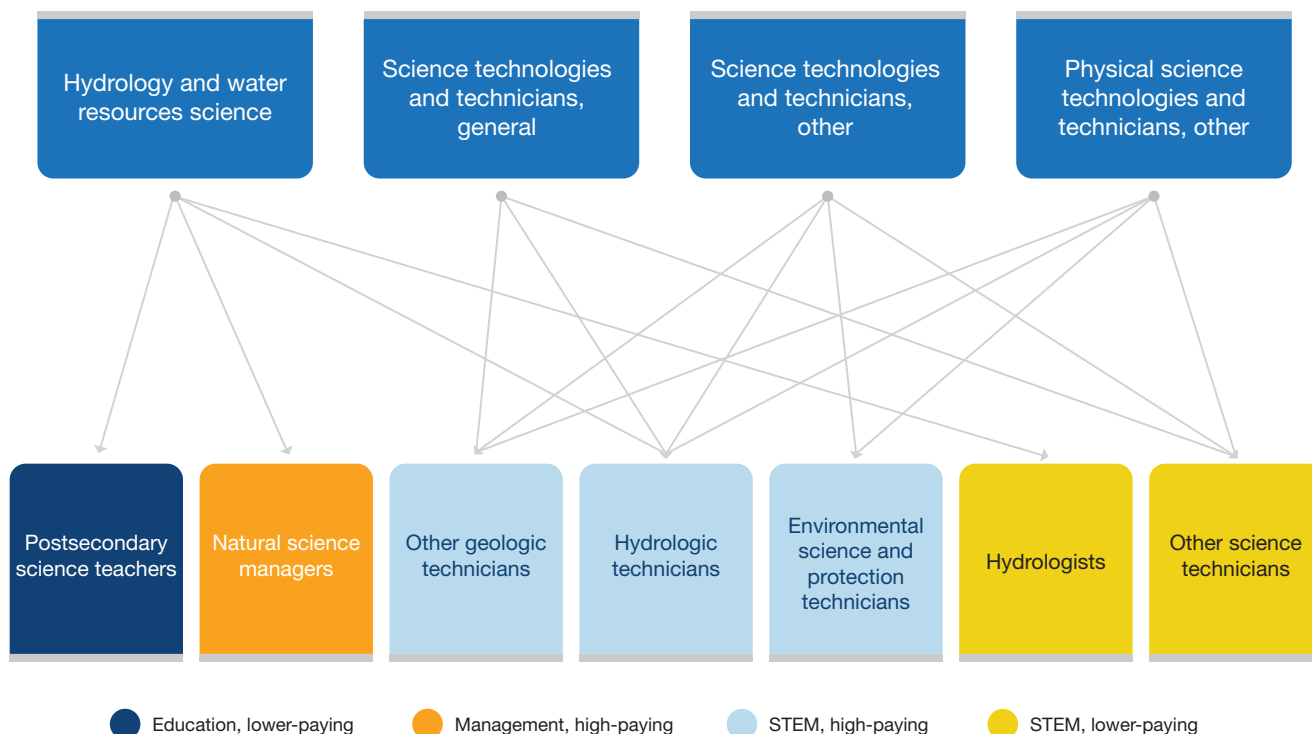 Hydrology and water
resources science
Science technologies
and technicians,
general
Science technologies
and technicians,
other
Physical science
technologies and
technicians, other
Postsecondary
science teachers
Natural science
managers
Other geologic
technicians
Hydrologic
technicians
Environmental
science and
protection
technicians
Hydrologists
Other science
technicians
Education, lower-paying
Management, high-paying
STEM, high-paying
STEM, lower-paying